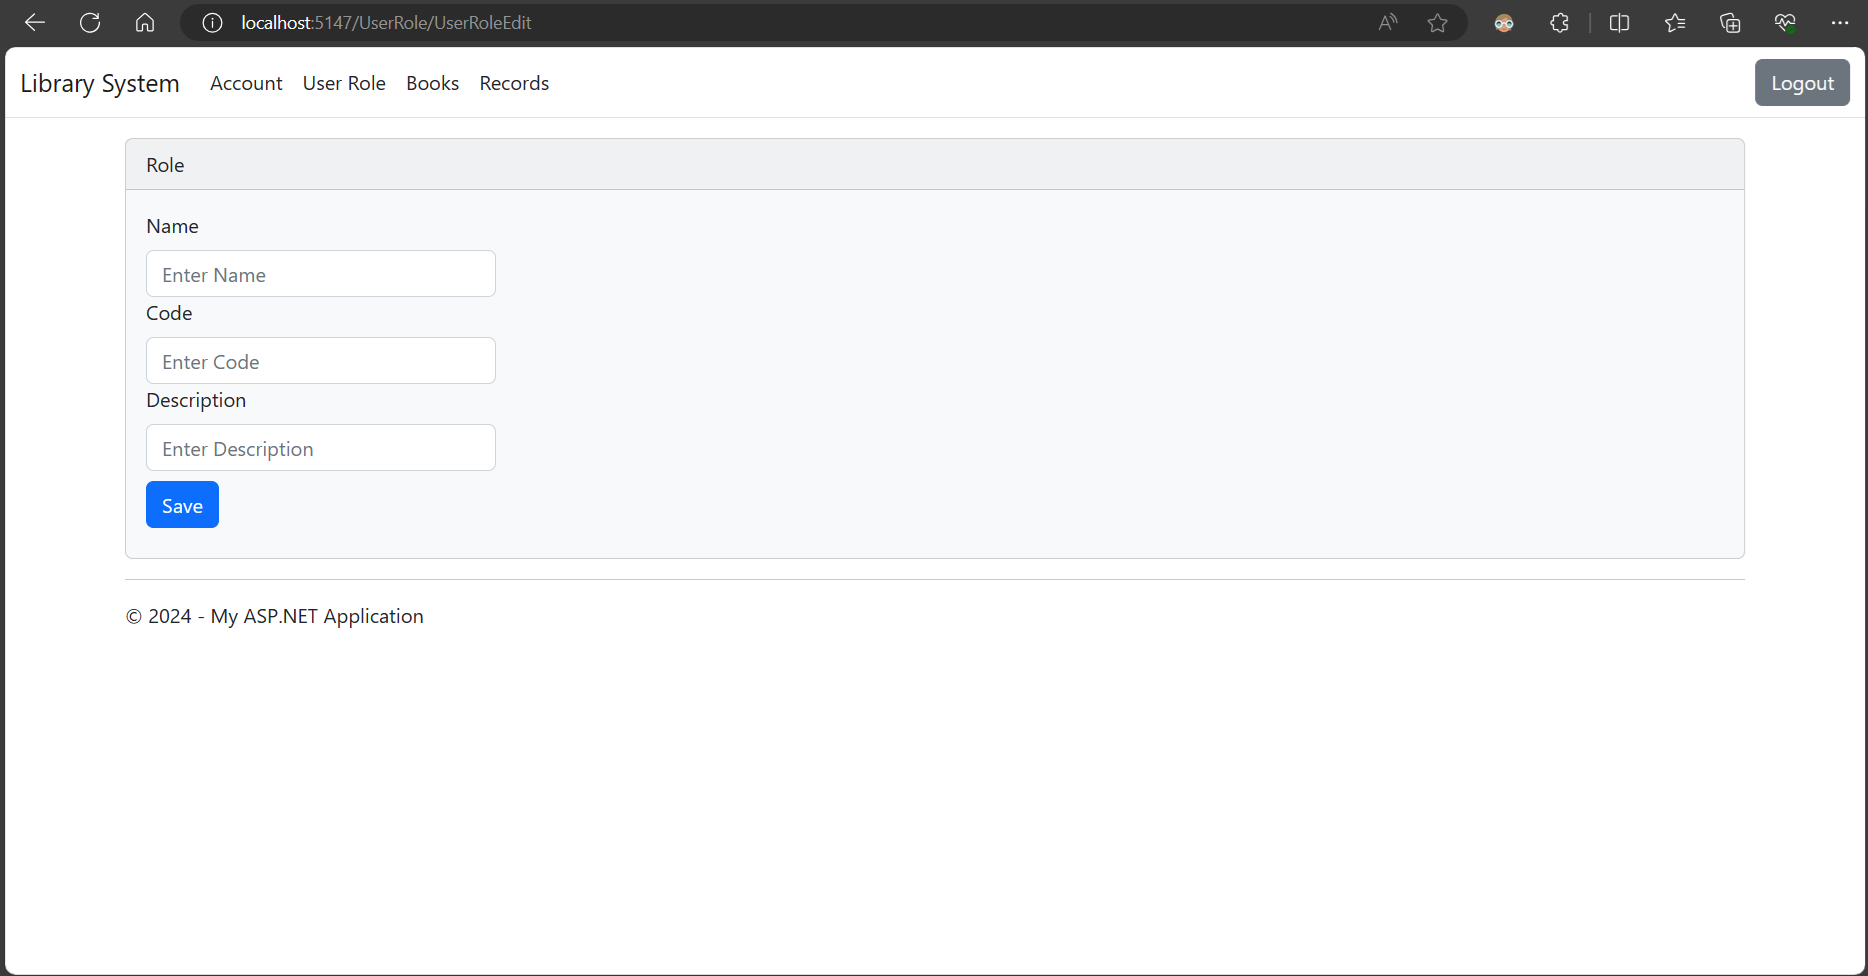 localhost:5147/UserRole/UserRoleEdit
Library System Account User Role Books Records Logout
Role
Name
Enter Name
Code
Enter Code
Description
Enter Description
Save
© 2024 - My ASP.NET Application